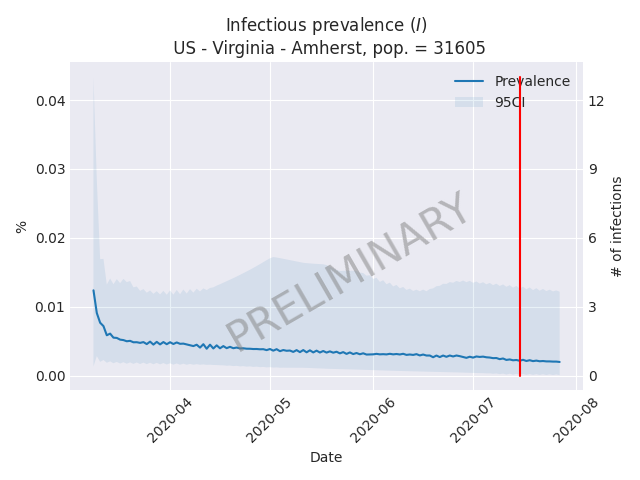 Infectious prevalence (I)
US - Virginia - Amherst, pop. = 31605
Prevalence
95CI
0.04
0.03
0.02
0.01
0.00
%
12
9
6
3
0
# of infections
PRELIMINARY
2020-04
2020-05
2020-06
2020-07
2020-08
Date